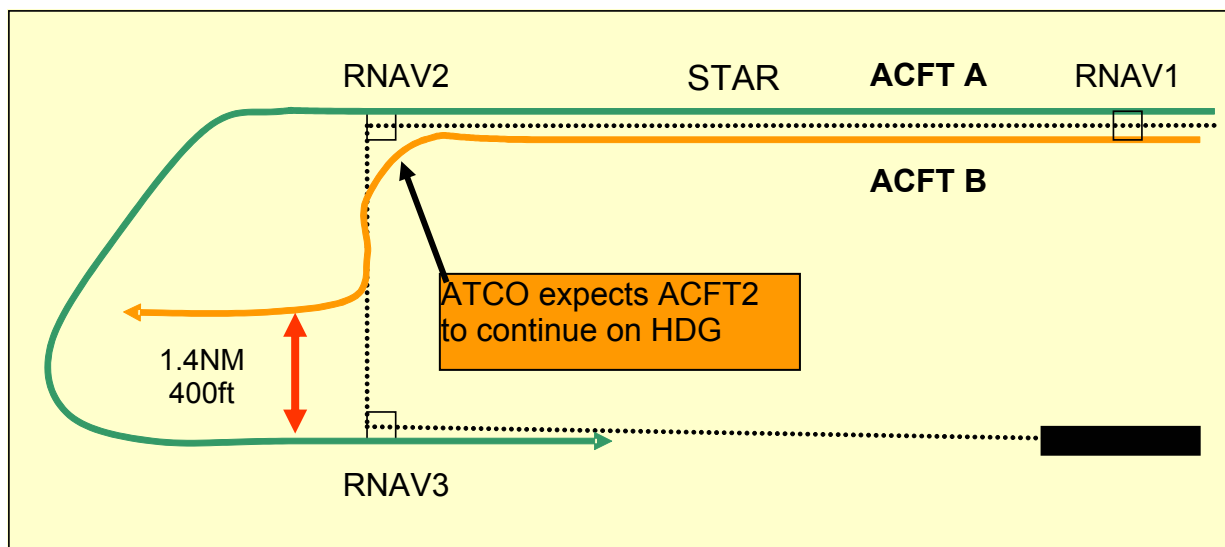 RNAV2
STAR
ACFT A
RNAV1
ACFT B
ATCO expects ACFT2
to continue on HDG
1.4NM
400ft
RNAV3